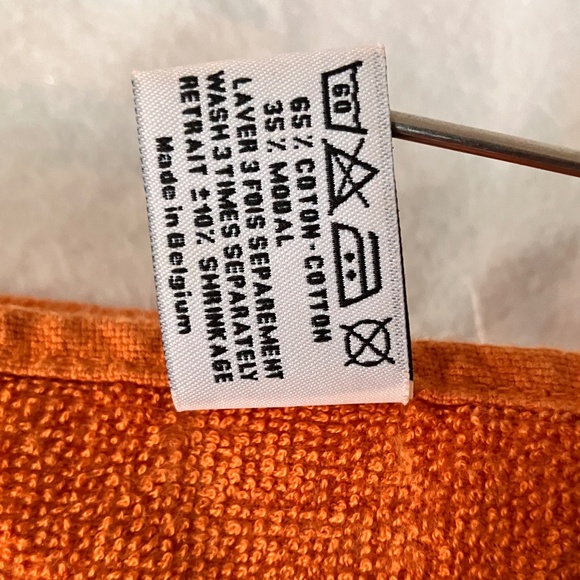 60
65% COTON-COTTON
35% MODAL
LAVER 3 FOIS SEPAREMENT
WASH 3 TIMES SEPARATELY
RETRAIT ±10% SHRINKAGE
Made in Belgium